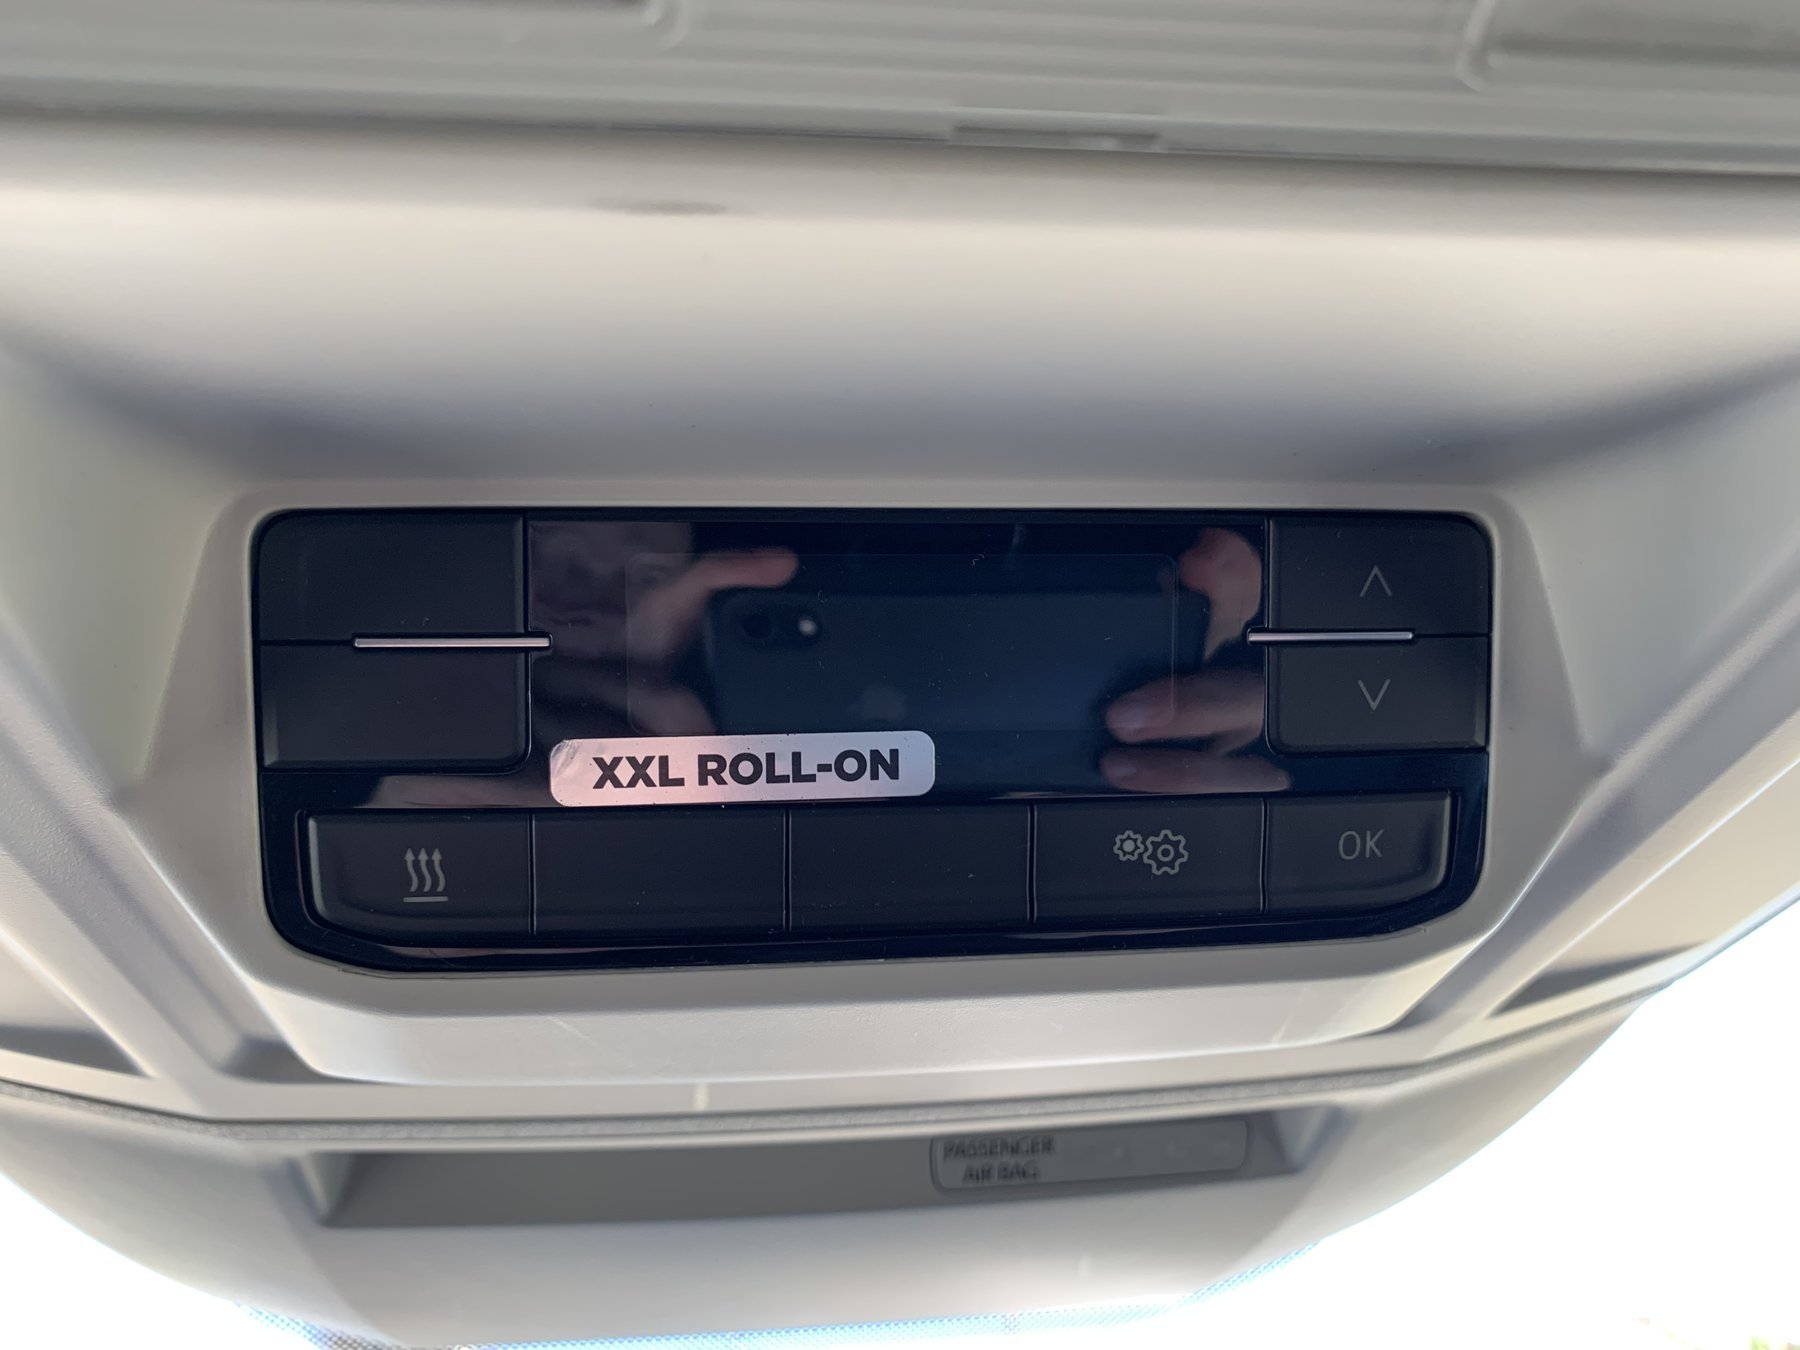 XXL ROLL-ON
OK
PASSENGER
AIR BAG